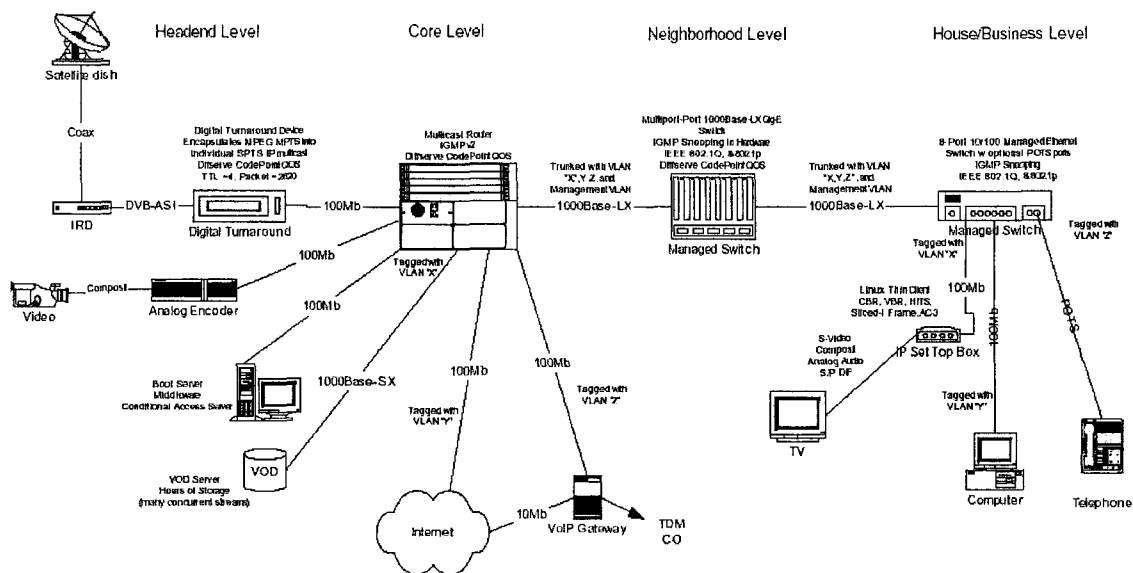 Headend Level
Core Level
Neighborhood Level
House/Business Level
Satellite dish
Coax
Digital Turnaround Device
Encapsulates MPEG MPTS into
Individual SPTS IP multicast
Diffserve CodePoint QOS
TTL =4, Packet =
IRD
DVB-ASI
Digital Turnaround
100Mb
Multicast Router
IGMPv2
Diffserve CodePoint QOS
Trunked with VLAN
"X", Y, Z, and
Management VLAN
1000Base-LX
Multiport-Port 1000Base-LX GigE
Switch
IGMP Snooping in Hardware
IEEE 802.1Q, &802.1p
Diffserve CodePoint QOS
Managed Switch
Trunked with VLAN
"X,Y,Z", and
Management VLAN
1000Base-LX
8-Port 10/100 Managed Ethernet
Switch with optional POTS ports
IGMP Snooping
IEEE 802.1Q, &802.1p
Managed Switch
Tagged with
VLAN "X"
Tagged with
VLAN "Z"
Video
Compost
Analog Encoder
100Mb
Tagged with
VLAN "X"
100Mb
Boot Server
Middleware
Conditional Access Server
1000Base-SX
VOD
VOD Server
Hours of Storage
(many concurrent streams)
100Mb
Tagged with
VLAN "Y"
100Mb
Tagged with
VLAN "Z"
Internet
10Mb
VoIP Gateway
TDM
CO
Linux Thin Client
CBR, VBR, HITS,
Sliced-I Frame, AC-3
100Mb
IP Set Top Box
S-Video
Compost
Analog Audio
S/P DIF
TV
100Mb
Tagged with
VLAN "Y"
Computer
POTS
Telephone